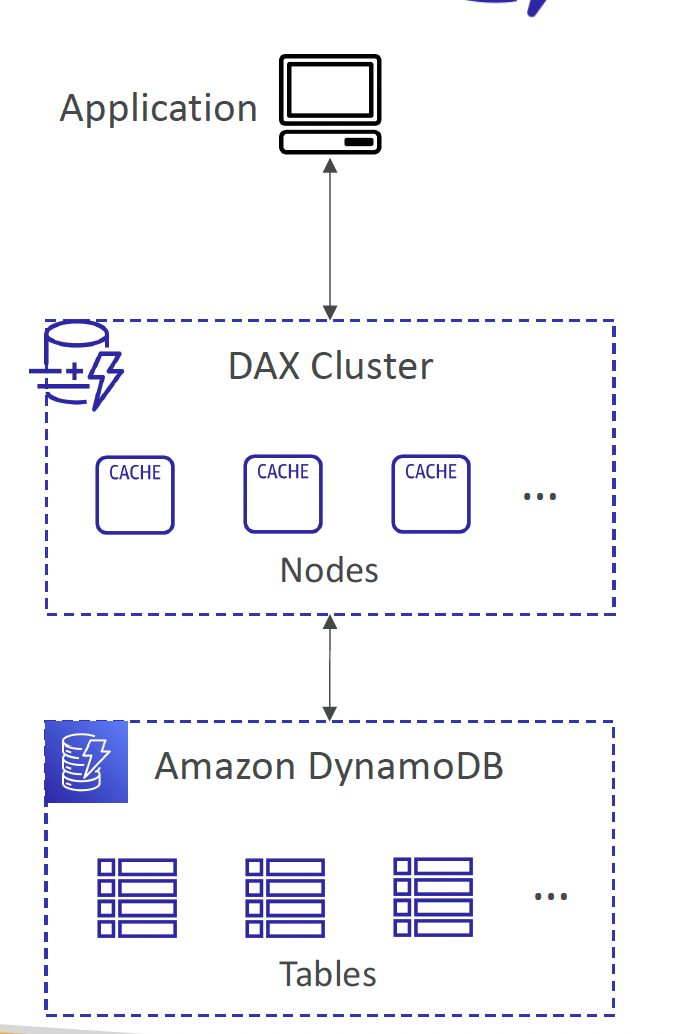 Application
DAX Cluster
CACHE
CACHE
CACHE
...
Nodes
Amazon DynamoDB
...
Tables